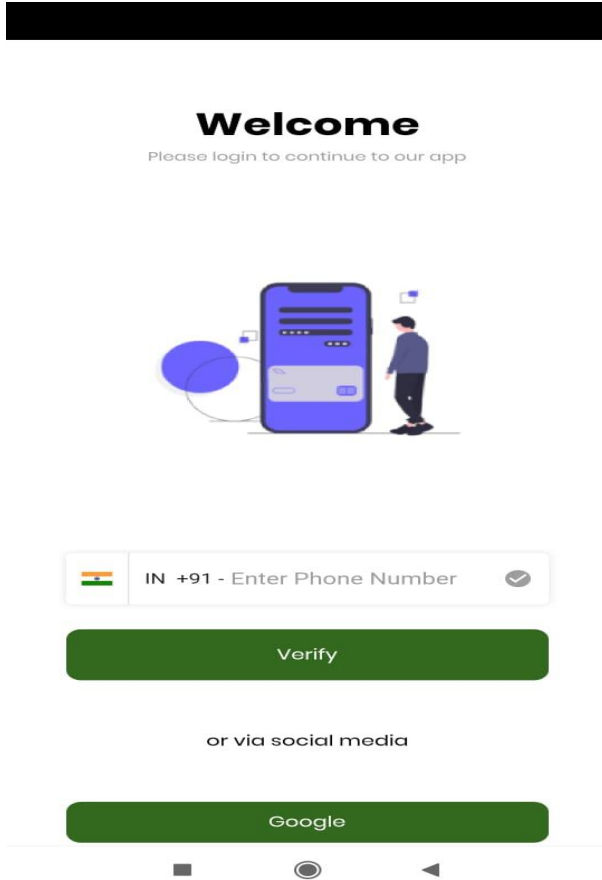 Welcome
Please login to continue to our app
IN +91 - Enter Phone Number
Verify
or via social media
Google